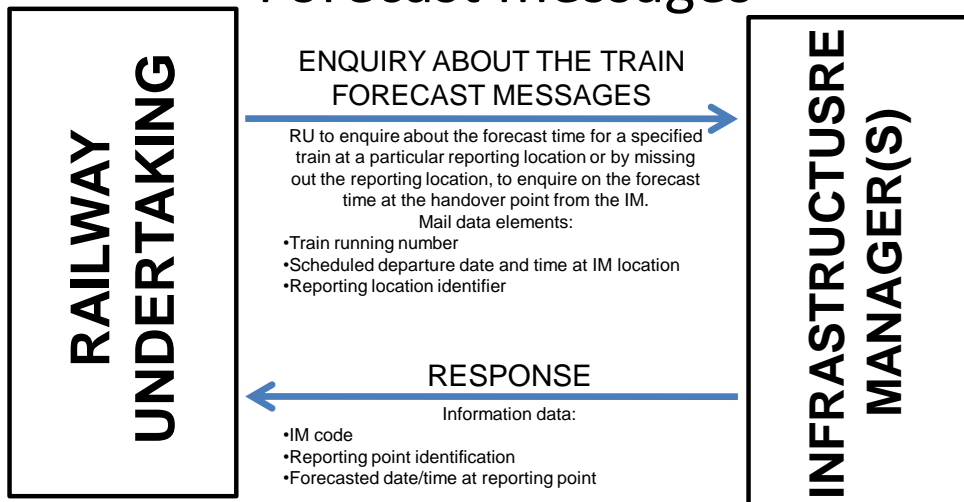 Forecast messages
RAILWAY
UNDERTAKING
ENQUIRY ABOUT THE TRAIN
FORECAST MESSAGES
RU to enquire about the forecast time for a specified
train at a particular reporting location or by missing
out the reporting location, to enquire on the forecast
time at the handover point from the IM.
Mail data elements:
•Train running number
•Scheduled departure date and time at IM location
•Reporting location identifier
RESPONSE
Information data:
•IM code
•Reporting point identification
•Forecasted date/time at reporting point
INFRASTRUCTUSRE
MANAGER(S)